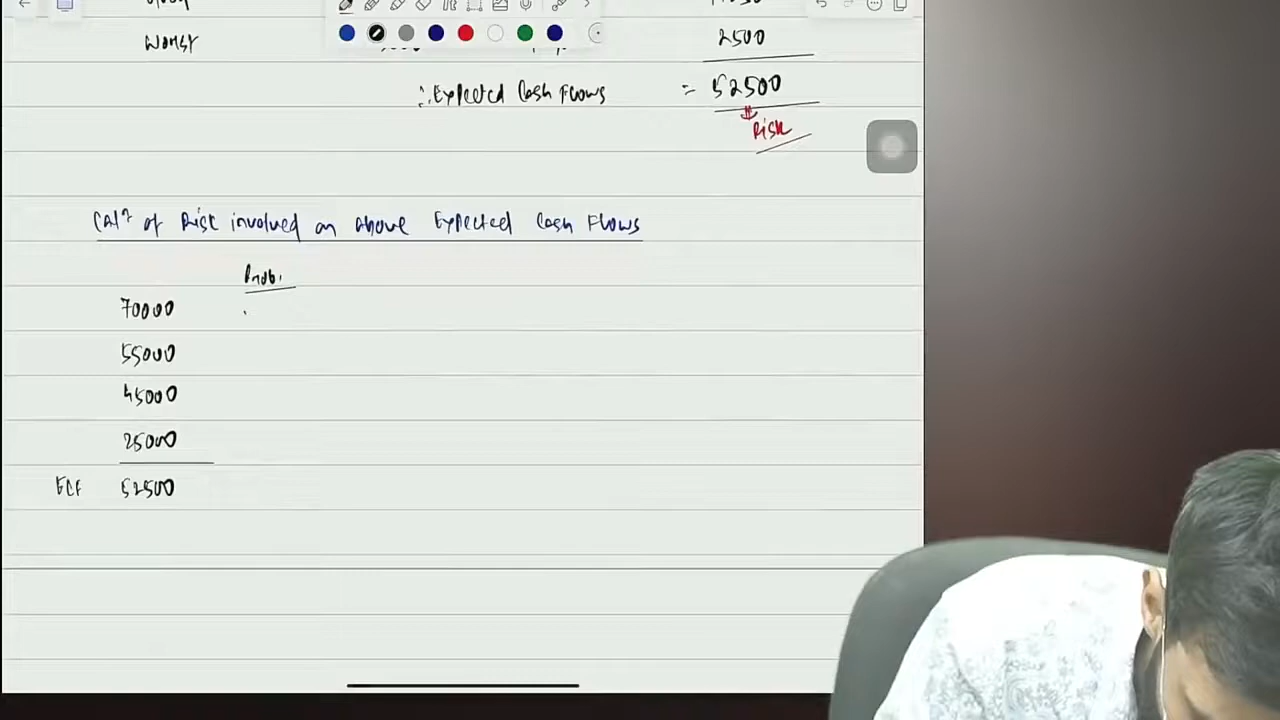 Worst 2500
∴ Expected Cash Flows = 52500
Risk
Calⁿ of Risk involved on above Expected Cash Flows
Prob.
70000
55000
45000
25000
ECF 52500